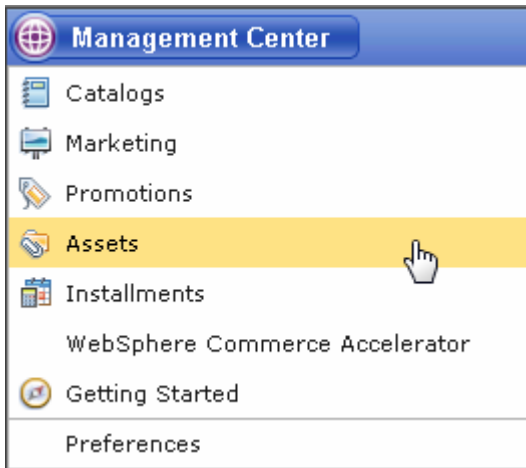 Management Center
Catalogs
Marketing
Promotions
Assets
Installments
WebSphere Commerce Accelerator
Getting Started
Preferences